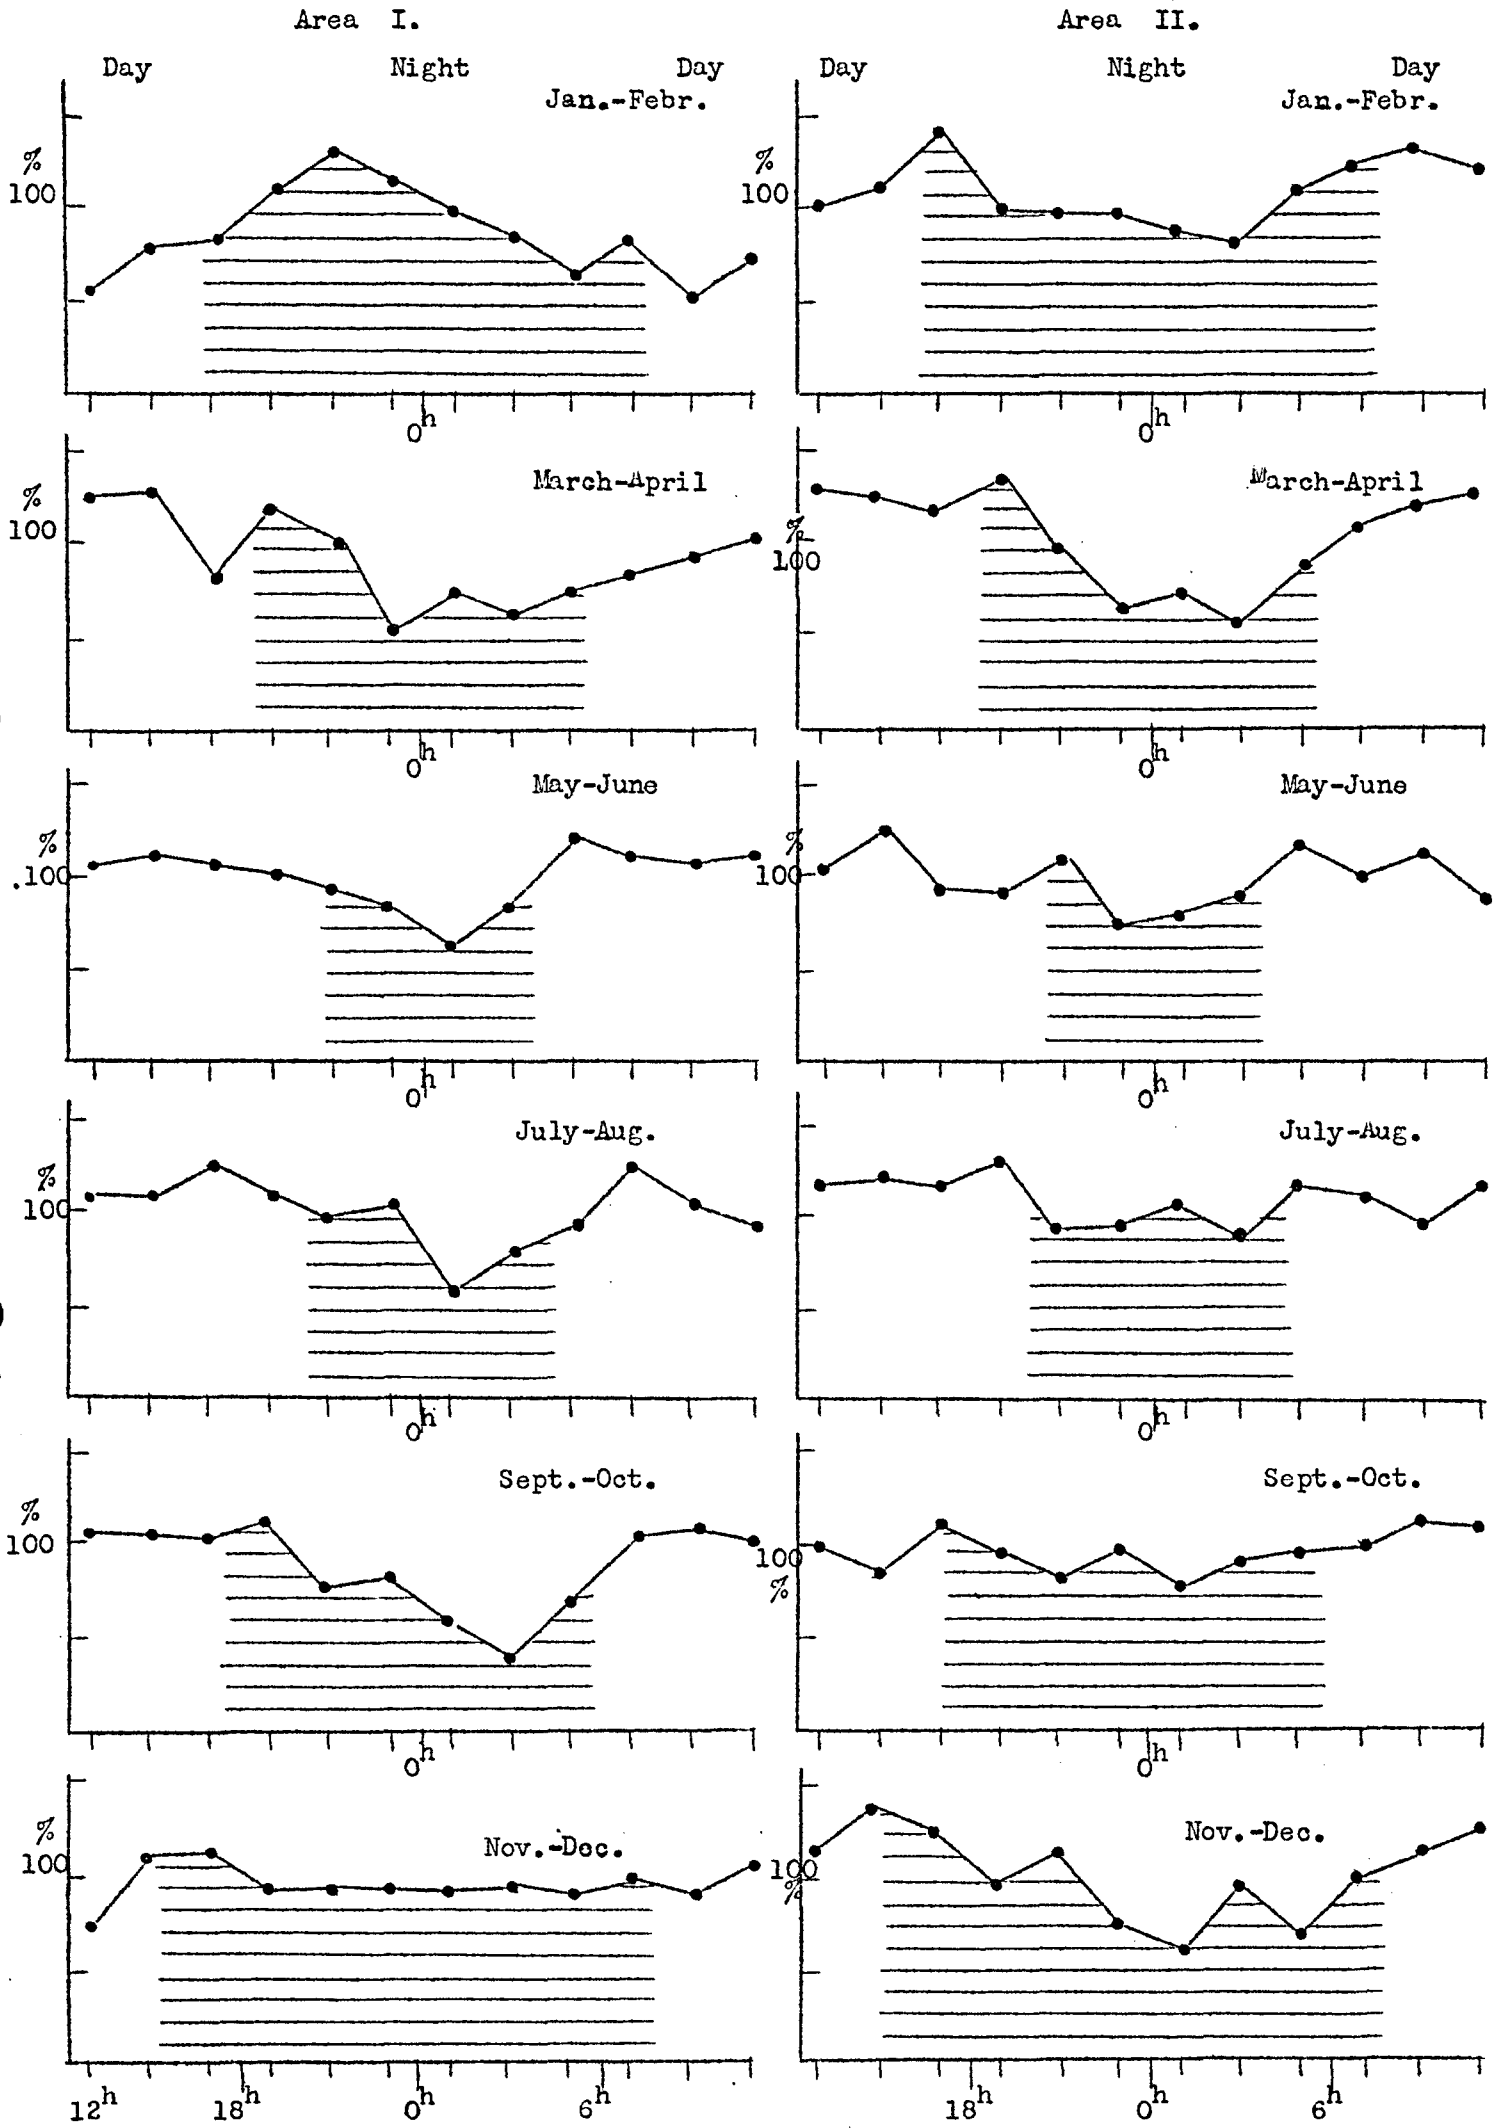 Area I. Area II.
Day Night Day Day Night Day
Jan.-Febr. Jan.-Febr.
% %
100 100
0h 0h
March-April March-April
% %
100 100
0h 0h
May-June May-June
% %
.100 100
0h 0h
July-Aug. July-Aug.
%
100
0h 0h
Sept.-Oct. Sept.-Oct.
%
100 100
%
0h 0h
Nov.-Dec. Nov.-Dec.
%
100 100
%
12h 18h 0h 6h 18h 0h 6h